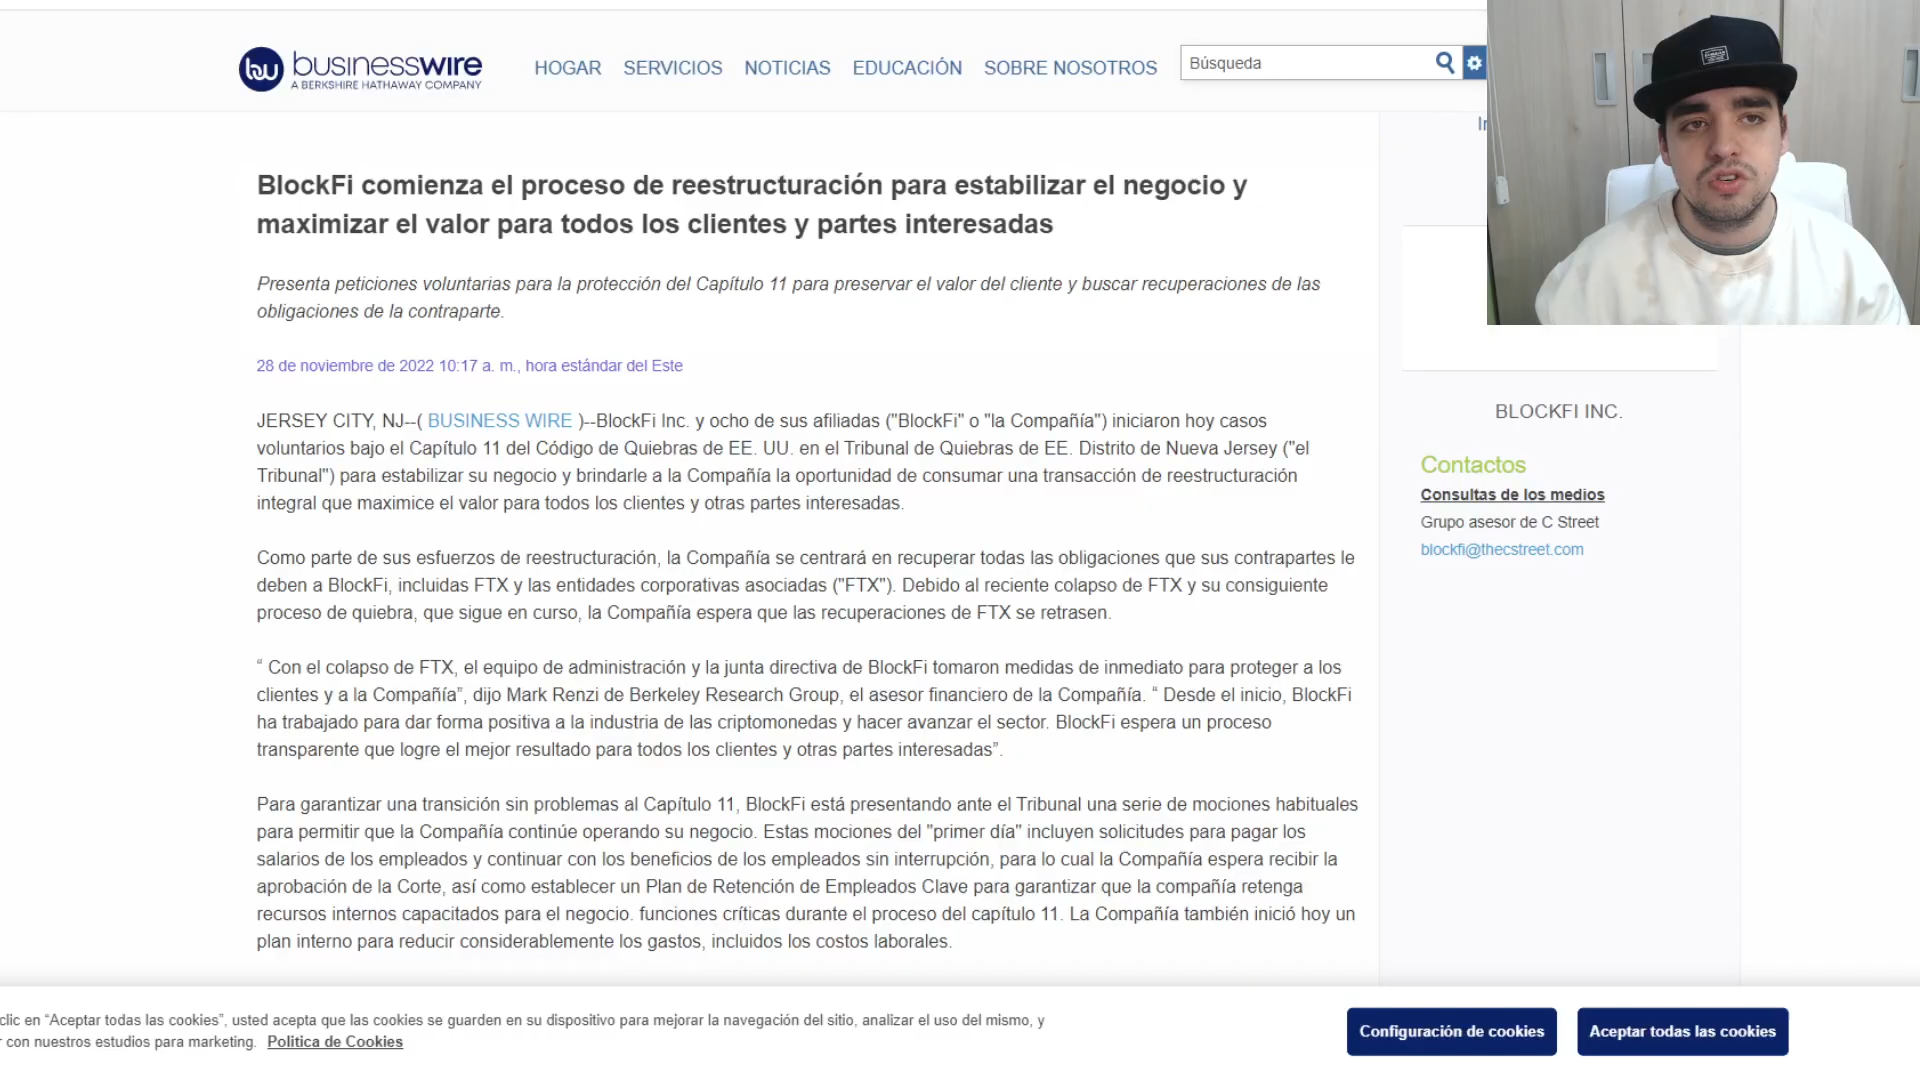 businesswire
A BERKSHIRE HATHAWAY COMPANY
HOGAR SERVICIOS NOTICIAS EDUCACIÓN SOBRE NOSOTROS
Búsqueda
BlockFi comienza el proceso de reestructuración para estabilizar el negocio y
maximizar el valor para todos los clientes y partes interesadas
Presenta peticiones voluntarias para la protección del Capítulo 11 para preservar el valor del cliente y buscar recuperaciones de las
obligaciones de la contraparte.
28 de noviembre de 2022 10:17 a. m., hora estándar del Este
JERSEY CITY, NJ--( BUSINESS WIRE )--BlockFi Inc. y ocho de sus afiliadas ("BlockFi" o "la Compañía") iniciaron hoy casos
voluntarios bajo el Capítulo 11 del Código de Quiebras de EE. UU. en el Tribunal de Quiebras de EE. Distrito de Nueva Jersey ("el
Tribunal") para estabilizar su negocio y brindarle a la Compañía la oportunidad de consumar una transacción de reestructuración
integral que maximice el valor para todos los clientes y otras partes interesadas.
Como parte de sus esfuerzos de reestructuración, la Compañía se centrará en recuperar todas las obligaciones que sus contrapartes le
deben a BlockFi, incluidas FTX y las entidades corporativas asociadas ("FTX"). Debido al reciente colapso de FTX y su consiguiente
proceso de quiebra, que sigue en curso, la Compañía espera que las recuperaciones de FTX se retrasen.
“ Con el colapso de FTX, el equipo de administración y la junta directiva de BlockFi tomaron medidas de inmediato para proteger a los
clientes y a la Compañía”, dijo Mark Renzi de Berkeley Research Group, el asesor financiero de la Compañía. “ Desde el inicio, BlockFi
ha trabajado para dar forma positiva a la industria de las criptomonedas y hacer avanzar el sector. BlockFi espera un proceso
transparente que logre el mejor resultado para todos los clientes y otras partes interesadas”.
Para garantizar una transición sin problemas al Capítulo 11, BlockFi está presentando ante el Tribunal una serie de mociones habituales
para permitir que la Compañía continúe operando su negocio. Estas mociones del "primer día" incluyen solicitudes para pagar los
salarios de los empleados y continuar con los beneficios de los empleados sin interrupción, para lo cual la Compañía espera recibir la
aprobación de la Corte, así como establecer un Plan de Retención de Empleados Clave para garantizar que la compañía retenga
recursos internos capacitados para el negocio. funciones críticas durante el proceso del capítulo 11. La Compañía también inició hoy un
plan interno para reducir considerablemente los gastos, incluidos los costos laborales.
BLOCKFI INC.
Contactos
Consultas de los medios
Grupo asesor de C Street
blockfi@thecstreet.com
clic en “Aceptar todas las cookies”, usted acepta que las cookies se guarden en su dispositivo para mejorar la navegación del sitio, analizar el uso del mismo, y
con nuestros estudios para marketing. Politica de Cookies
Configuración de cookies
Aceptar todas las cookies